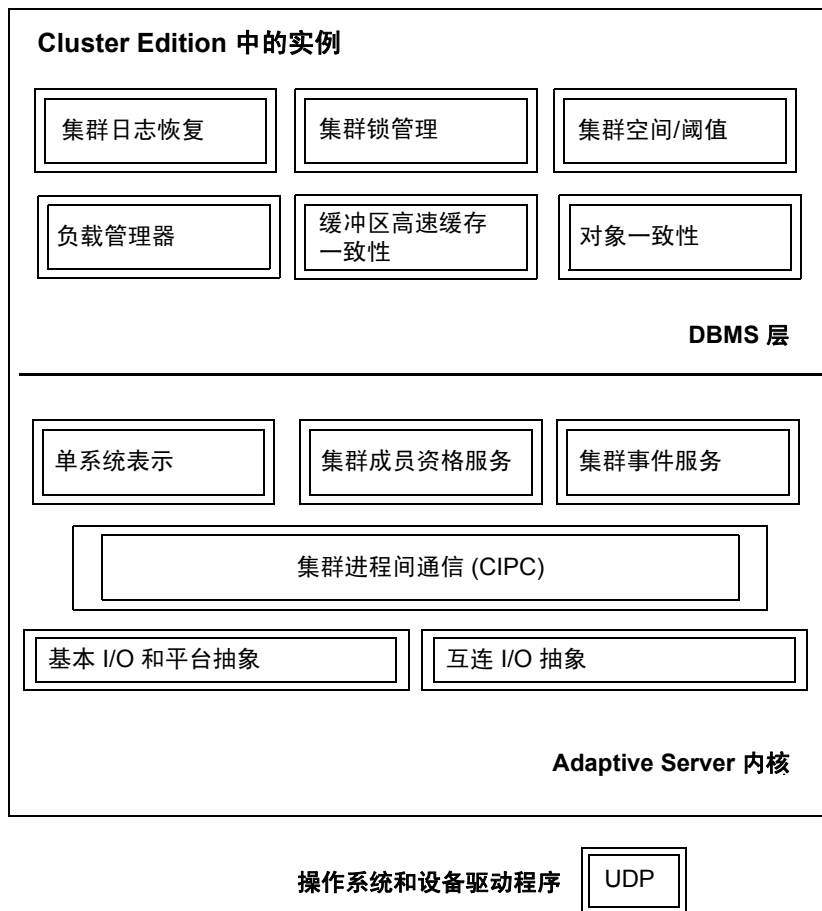 Cluster Edition 中的实例
集群日志恢复
集群锁管理
集群空间/阈值
负载管理器
缓冲区高速缓存
一致性
对象一致性
DBMS 层
单系统表示
集群成员资格服务
集群事件服务
集群进程间通信 (CIPC)
基本 I/O 和平台抽象
互连 I/O 抽象
Adaptive Server 内核
操作系统和设备驱动程序
UDP